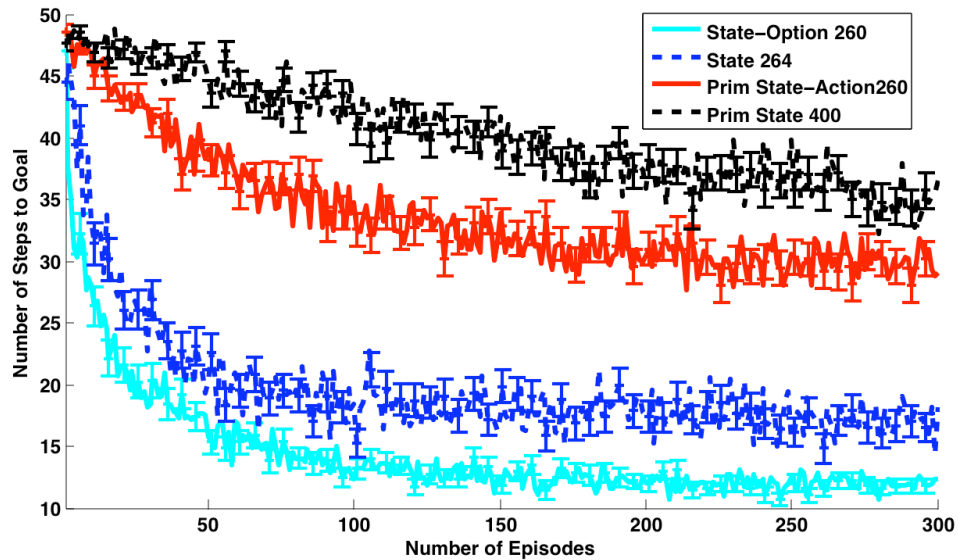 50
45
40
35
30
25
20
15
10
Number of Steps to Goal
State-Option 260
State 264
Prim State-Action260
Prim State 400
50
100
150
200
250
300
Number of Episodes